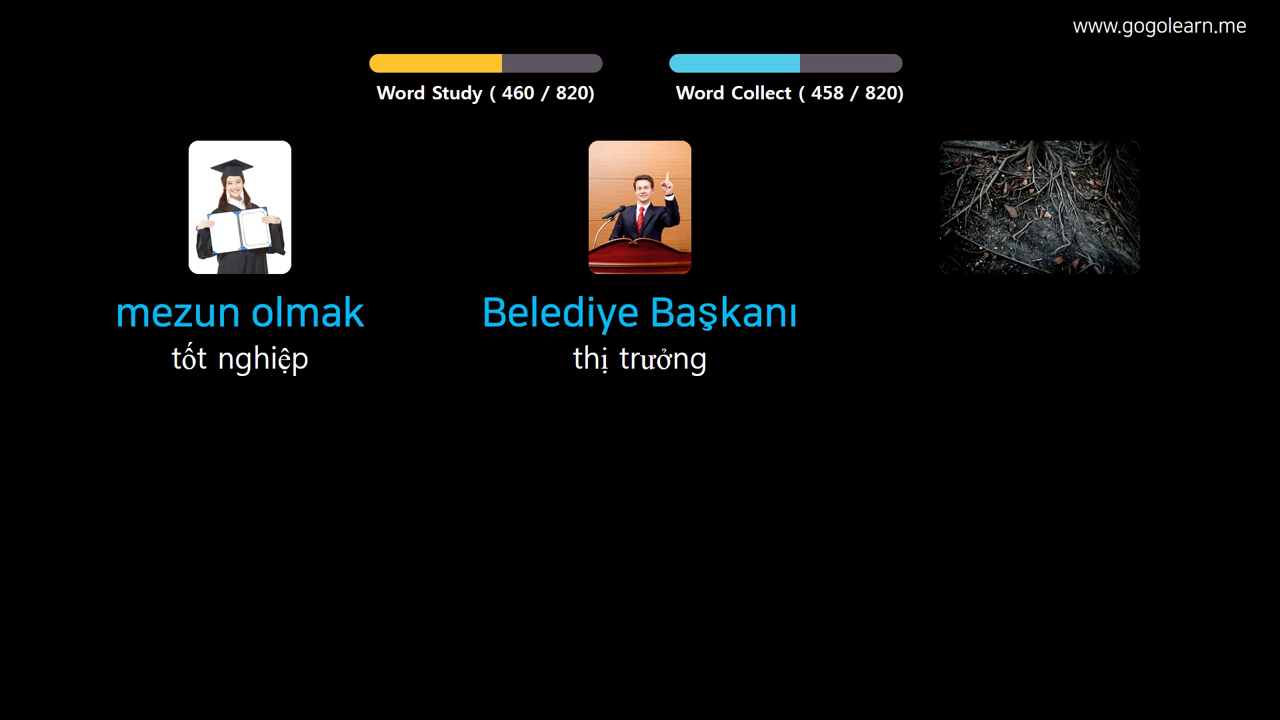 www.gogolearn.me
Word Study ( 460 / 820)
Word Collect ( 458 / 820)
mezun olmak
tốt nghiệp
Belediye Başkanı
thị trưởng